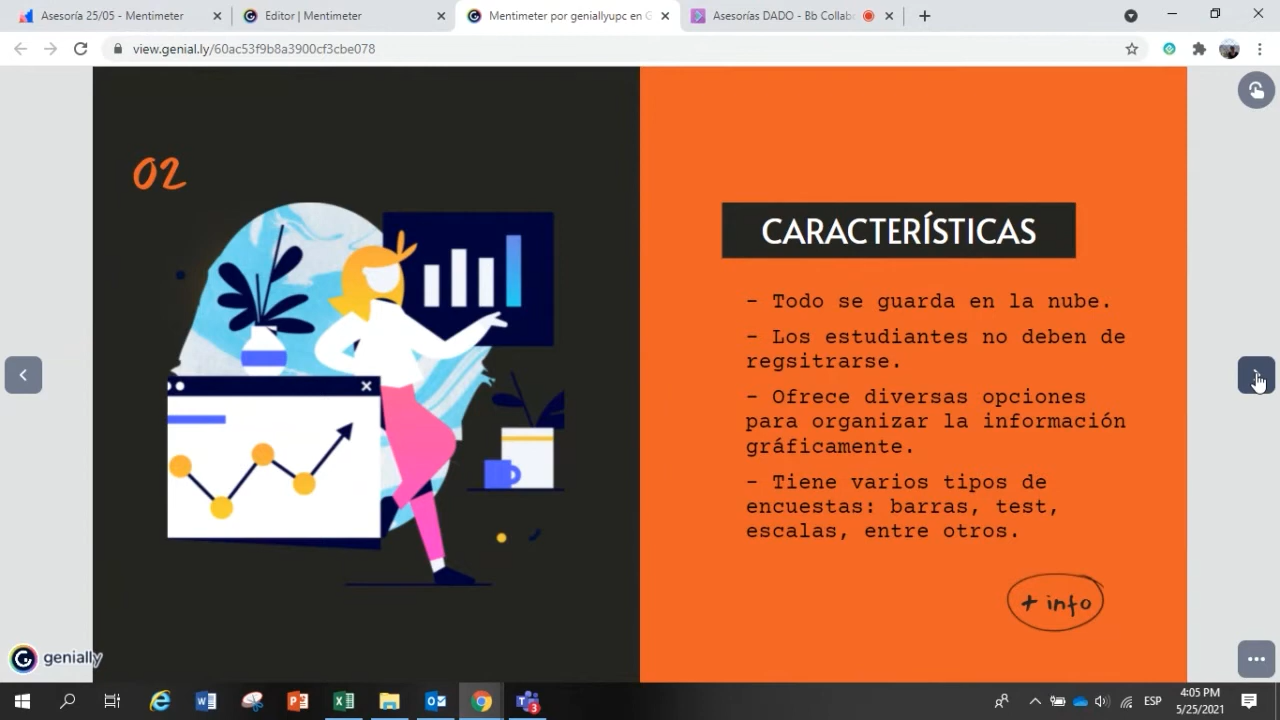 Asesoría 25/05 - Mentimeter
Editor | Mentimeter
Mentimeter por geniallyupc en G
Asesorías DADO - Bb Collab
view.genial.ly/60ac53f9b8a3900cf3cbe078
02
CARACTERÍSTICAS
- Todo se guarda en la nube.
- Los estudiantes no deben de
regsitrarse.
- Ofrece diversas opciones
para organizar la información
gráficamente.
- Tiene varios tipos de
encuestas: barras, test,
escalas, entre otros.
+ info
genially
ESP
4:05 PM
5/25/2021